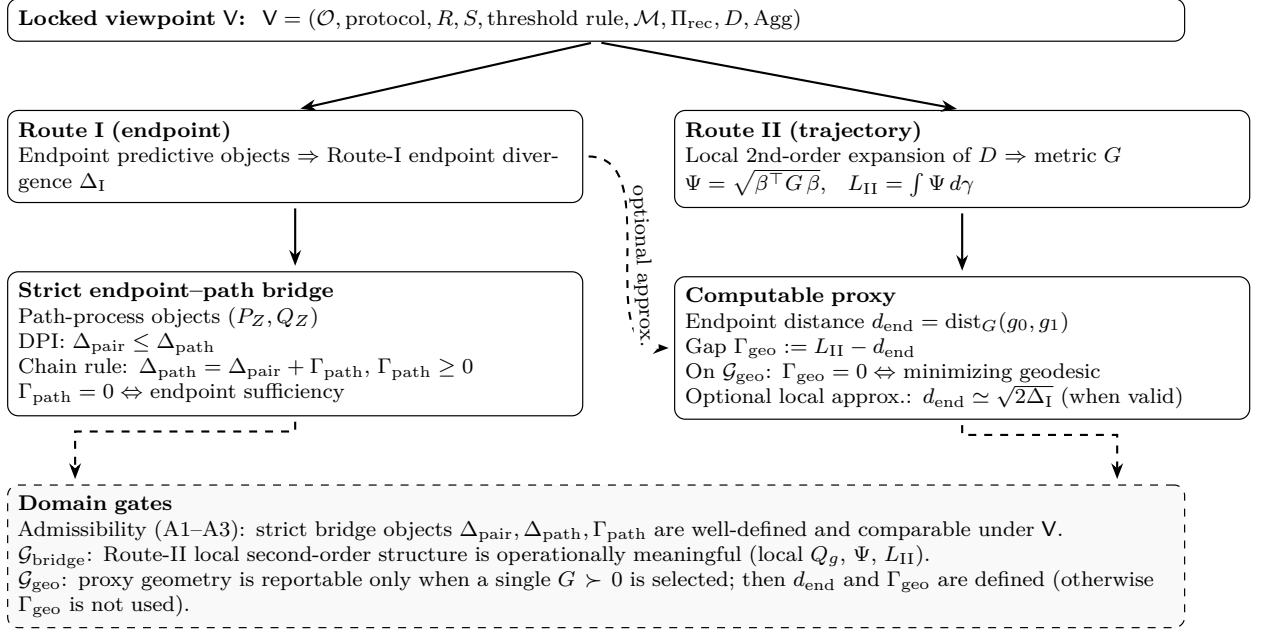 Locked viewpoint V: V = (𝒪, protocol, R, S, threshold rule, ℳ, Π_rec, D, Agg)
Route I (endpoint)
Endpoint predictive objects ⇒ Route-I endpoint diver-
gence Δ_I
Route II (trajectory)
Local 2nd-order expansion of D ⇒ metric G
Ψ = √(β^⊤ G β), L_II = ∫ Ψ dγ
optional approx.
Strict endpoint–path bridge
Path-process objects (P_Z, Q_Z)
DPI: Δ_pair ≤ Δ_path
Chain rule: Δ_path = Δ_pair + Γ_path, Γ_path ≥ 0
Γ_path = 0 ⇔ endpoint sufficiency
Computable proxy
Endpoint distance d_end = dist_G(g_0, g_1)
Gap Γ_geo := L_II − d_end
On 𝒢_geo: Γ_geo = 0 ⇔ minimizing geodesic
Optional local approx.: d_end ≃ √(2Δ_I) (when valid)
Domain gates
Admissibility (A1–A3): strict bridge objects Δ_pair, Δ_path, Γ_path are well-defined and comparable under V.
𝒢_bridge: Route-II local second-order structure is operationally meaningful (local Q_g, Ψ, L_II).
𝒢_geo: proxy geometry is reportable only when a single G ≻ 0 is selected; then d_end and Γ_geo are defined (otherwise
Γ_geo is not used).